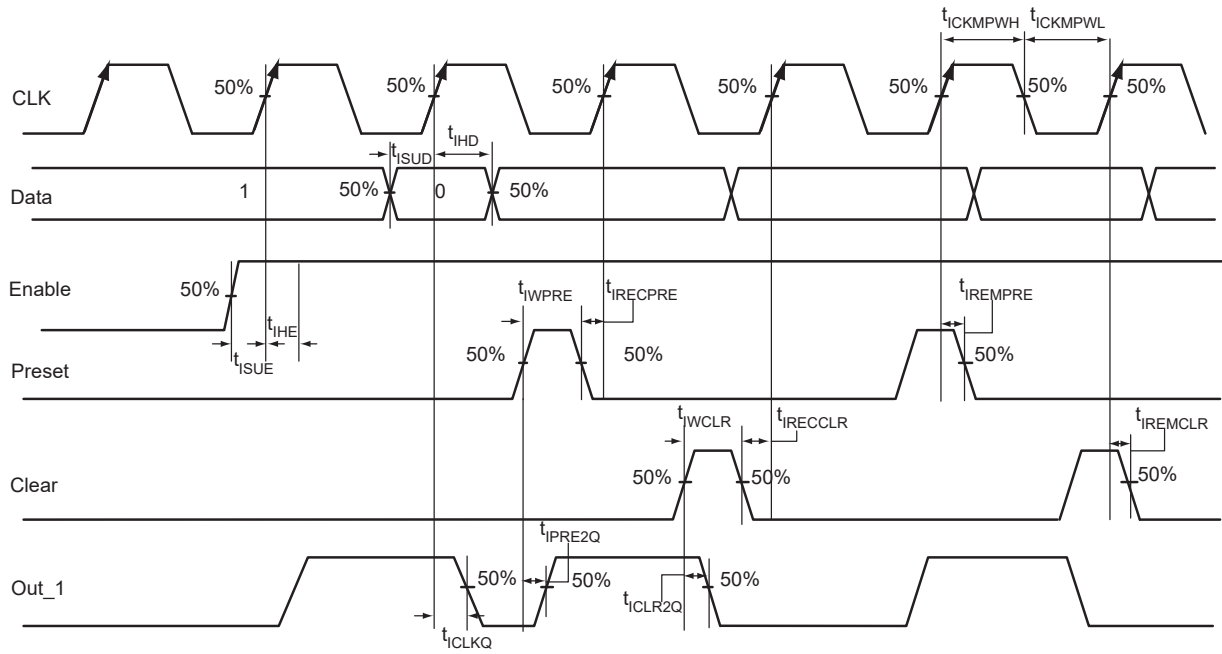 tICKMPWH tICKMPWL
CLK 50% 50% 50% 50% 50% 50% 50%
tISUD tIHD
Data 1 50% 0 50%
Enable 50% tIHE tISUE
tIWPRE tIRECPRE tIREMPRE
Preset 50% 50% 50%
tIWCLR tIRECCLR tIREMCLR
Clear 50% 50% 50%
tIPRE2Q
Out_1 50% 50% tICLR2Q 50%
tICLKQ